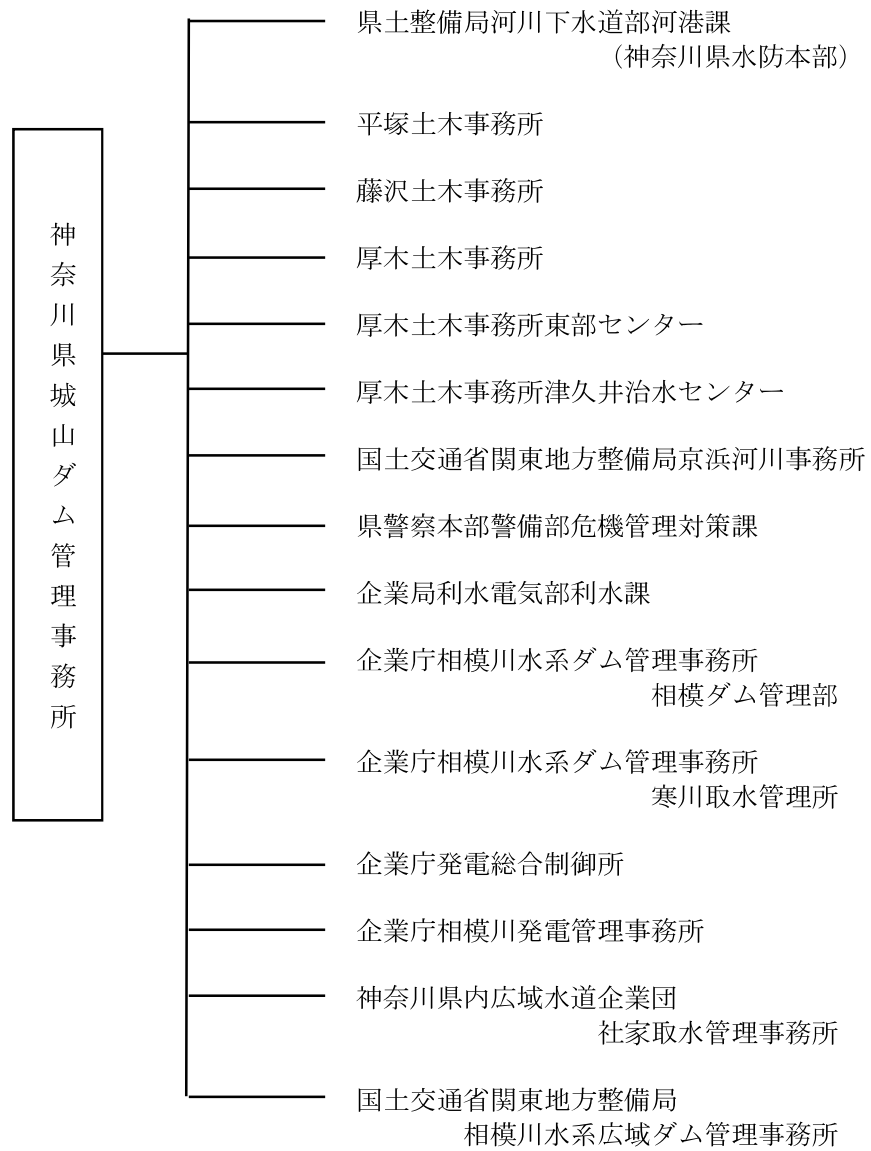 神奈川県城山ダム管理事務所
県土整備局河川下水道部河港課
（神奈川県水防本部）
平塚土木事務所
藤沢土木事務所
厚木土木事務所
厚木土木事務所東部センター
厚木土木事務所津久井治水センター
国土交通省関東地方整備局京浜河川事務所
県警察本部警備部危機管理対策課
企業局利水電気部利水課
企業庁相模川水系ダム管理事務所
相模ダム管理部
企業庁相模川水系ダム管理事務所
寒川取水管理所
企業庁発電総合制御所
企業庁相模川発電管理事務所
神奈川県内広域水道企業団
社家取水管理事務所
国土交通省関東地方整備局
相模川水系広域ダム管理事務所